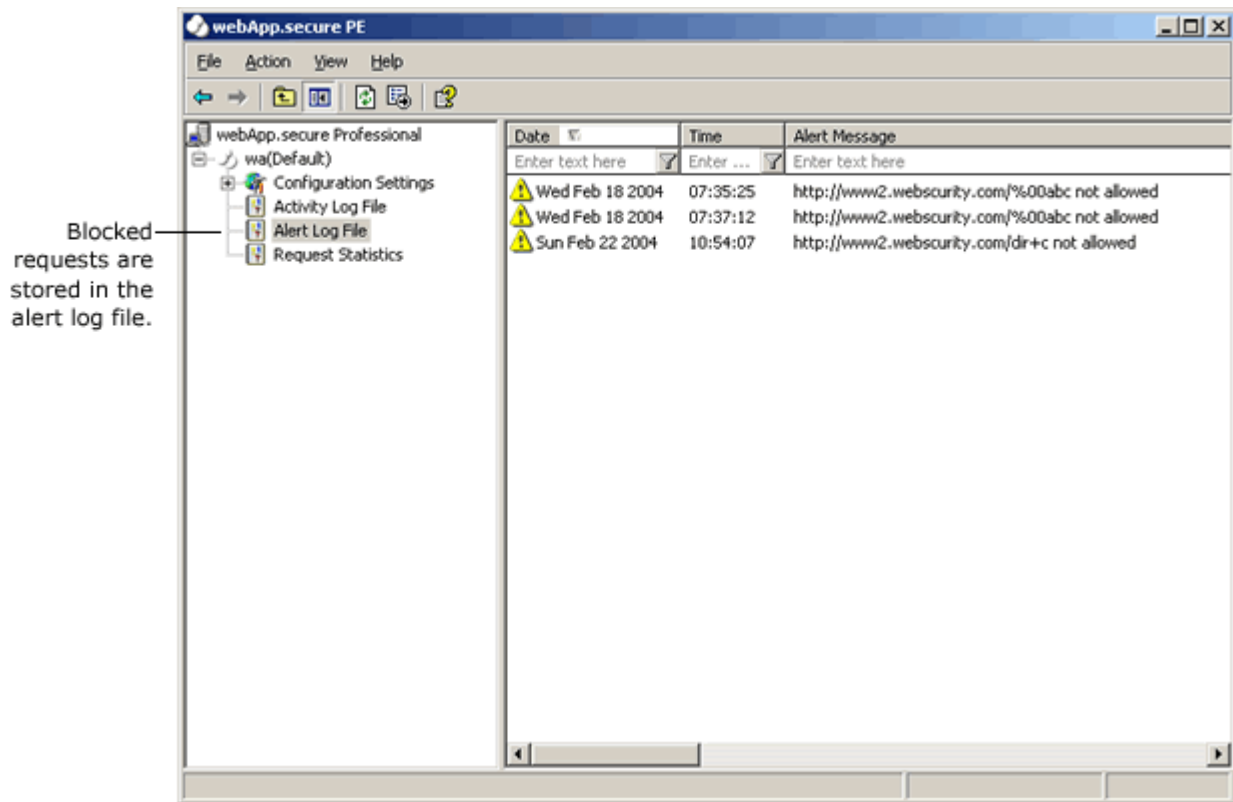 webApp.secure PE
File Action View Help
webApp.secure Professional
wa(Default)
Configuration Settings
Activity Log File
Alert Log File
Request Statistics
Blocked
requests are
stored in the
alert log file.
Date Time Alert Message
Enter text here Enter ... Enter text here
Wed Feb 18 2004 07:35:25 http://www2.webscurity.com/%00abc not allowed
Wed Feb 18 2004 07:37:12 http://www2.webscurity.com/%00abc not allowed
Sun Feb 22 2004 10:54:07 http://www2.webscurity.com/dir+c not allowed